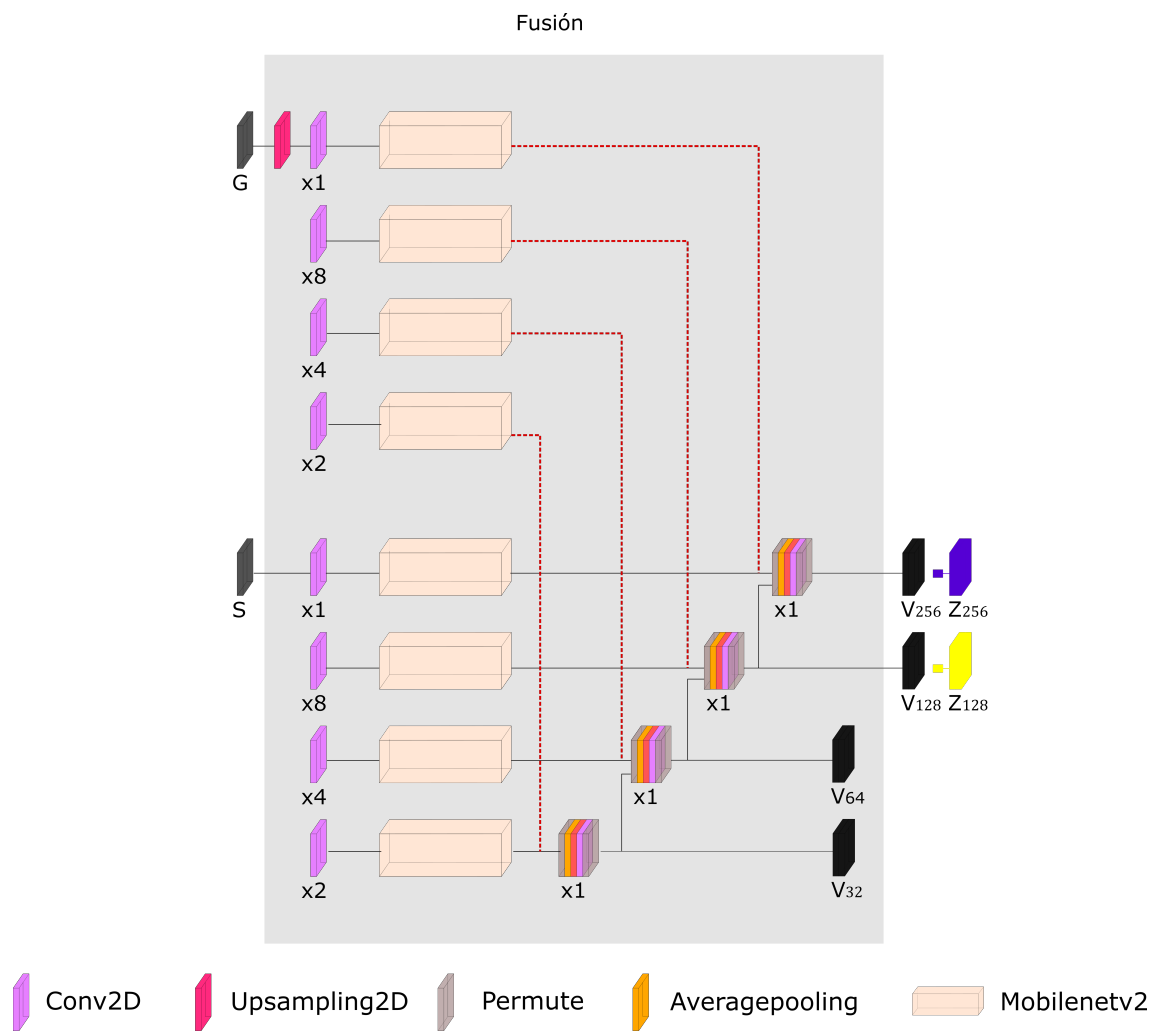 Fusión
G
x1
x8
x4
x2
S
x1
x1
V256 Z256
x8
x1
V128 Z128
x4
x1
V64
x2
x1
V32
Conv2D Upsampling2D Permute Averagepooling Mobilenetv2